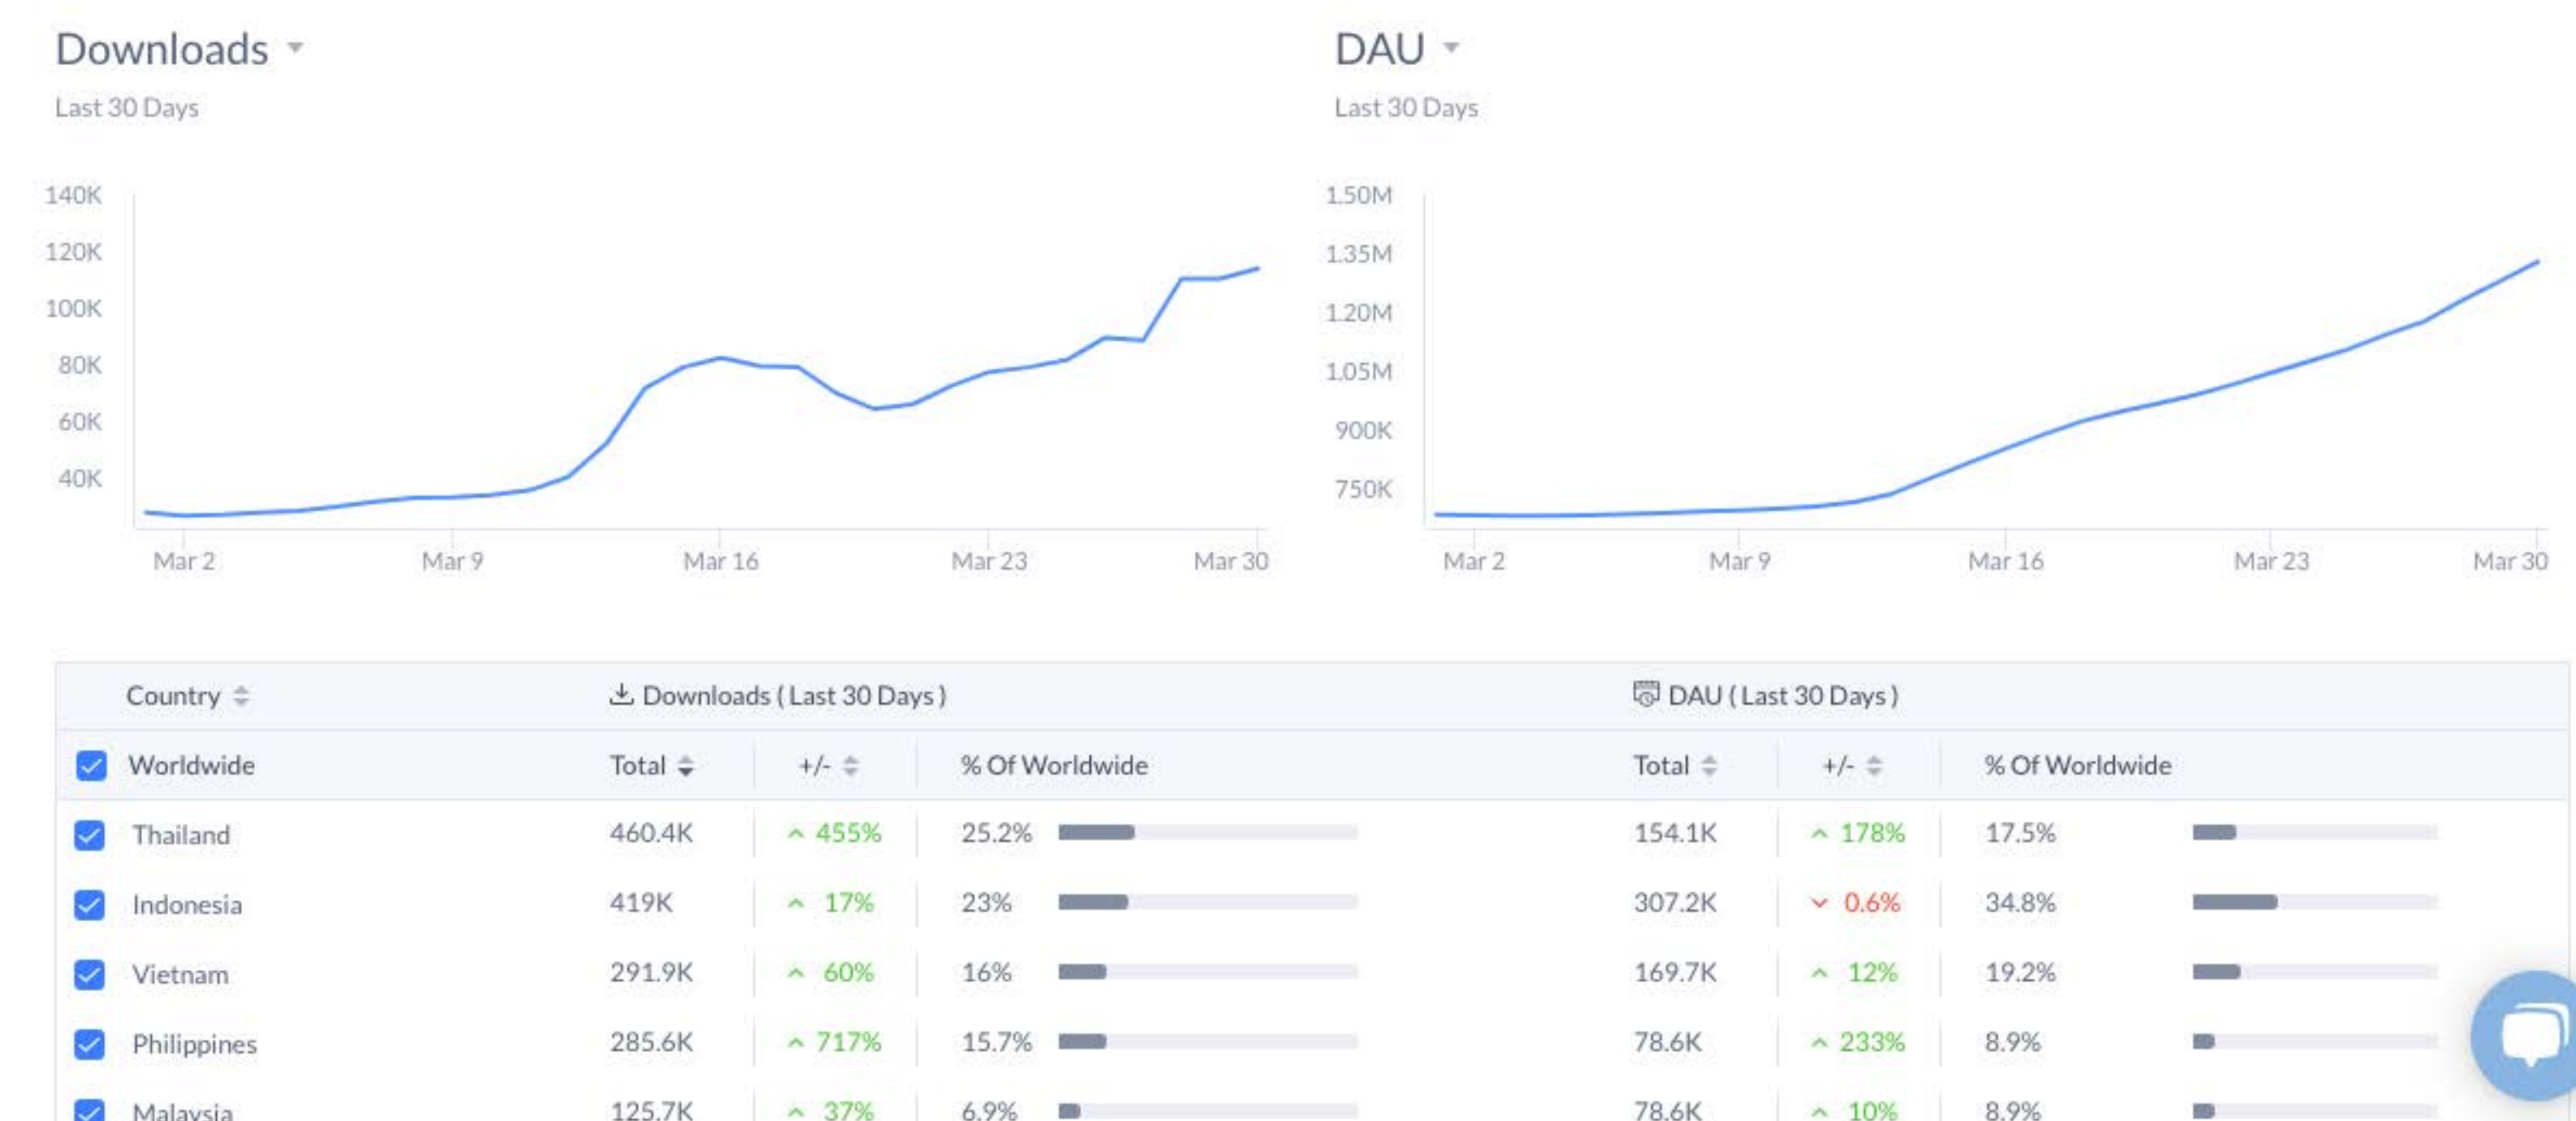 Downloads
Last 30 Days
140K
120K
100K
80K
60K
40K
Mar 2 Mar 9 Mar 16 Mar 23 Mar 30
DAU
Last 30 Days
1.50M
1.35M
1.20M
1.05M
900K
750K
Mar 2 Mar 9 Mar 16 Mar 23 Mar 30
Country Downloads ( Last 30 Days ) DAU ( Last 30 Days )
Worldwide Total +/- % Of Worldwide Total +/- % Of Worldwide
Thailand 460.4K 455% 25.2% 154.1K 178% 17.5%
Indonesia 419K 17% 23% 307.2K 0.6% 34.8%
Vietnam 291.9K 60% 16% 169.7K 12% 19.2%
Philippines 285.6K 717% 15.7% 78.6K 233% 8.9%
Malaysia 125.7K 37% 6.9% 78.6K 10% 8.9%